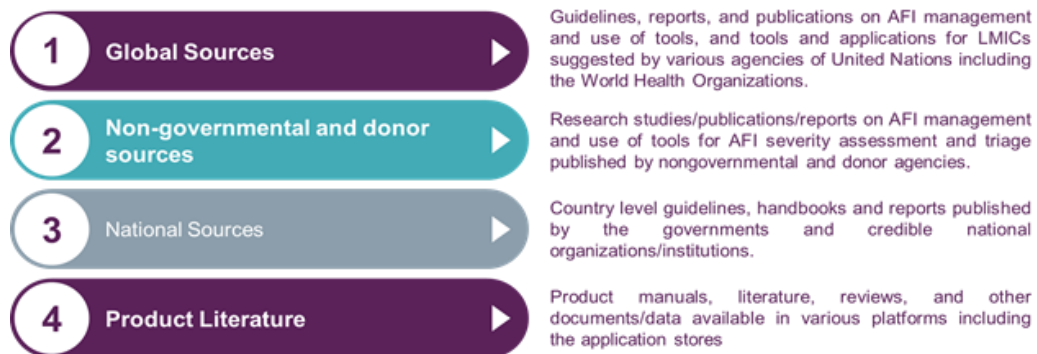 1
Global Sources
Guidelines, reports, and publications on AFI management
and use of tools, and tools and applications for LMICs
suggested by various agencies of United Nations including
the World Health Organizations.
2
Non-governmental and donor
sources
Research studies/publications/reports on AFI management
and use of tools for AFI severity assessment and triage
published by nongovernmental and donor agencies.
3
National Sources
Country level guidelines, handbooks and reports published
by the governments and credible national
organizations/institutions.
4
Product Literature
Product manuals, literature, reviews, and other
documents/data available in various platforms including
the application stores